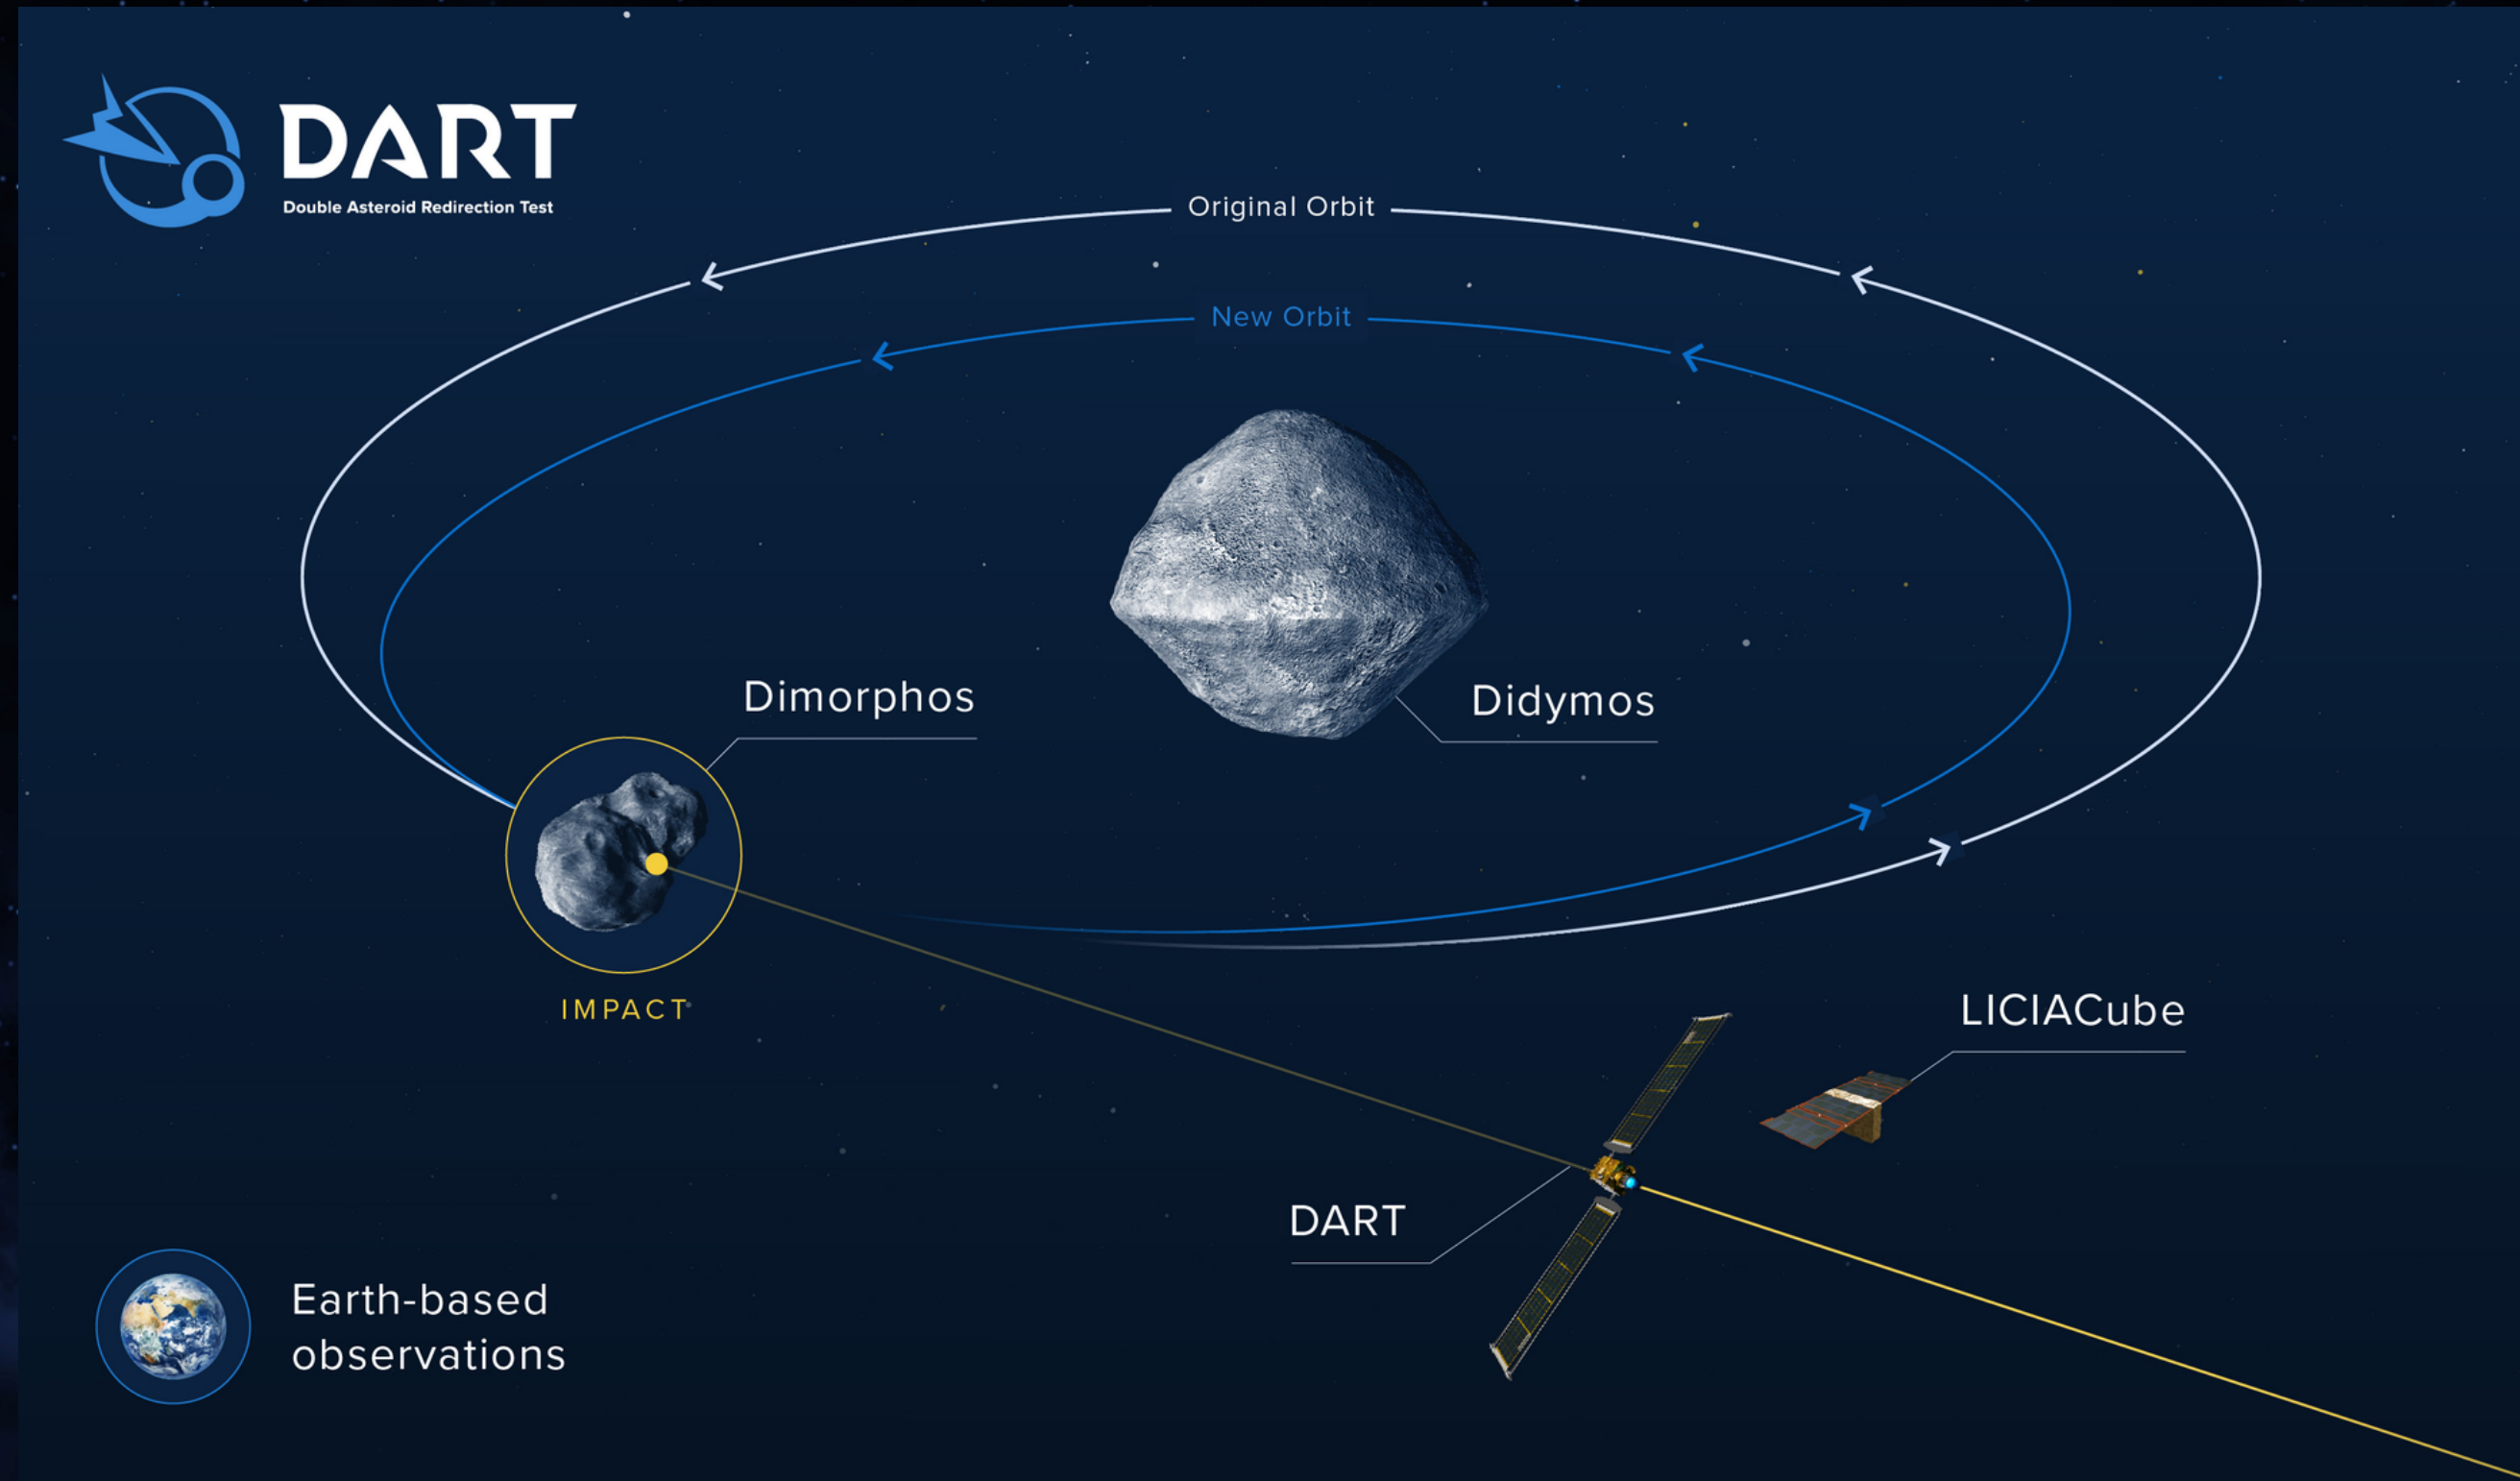 DART
Double Asteroid Redirection Test
Original Orbit
New Orbit
Dimorphos
Didymos
IMPACT
LICIACube
DART
Earth-based
observations